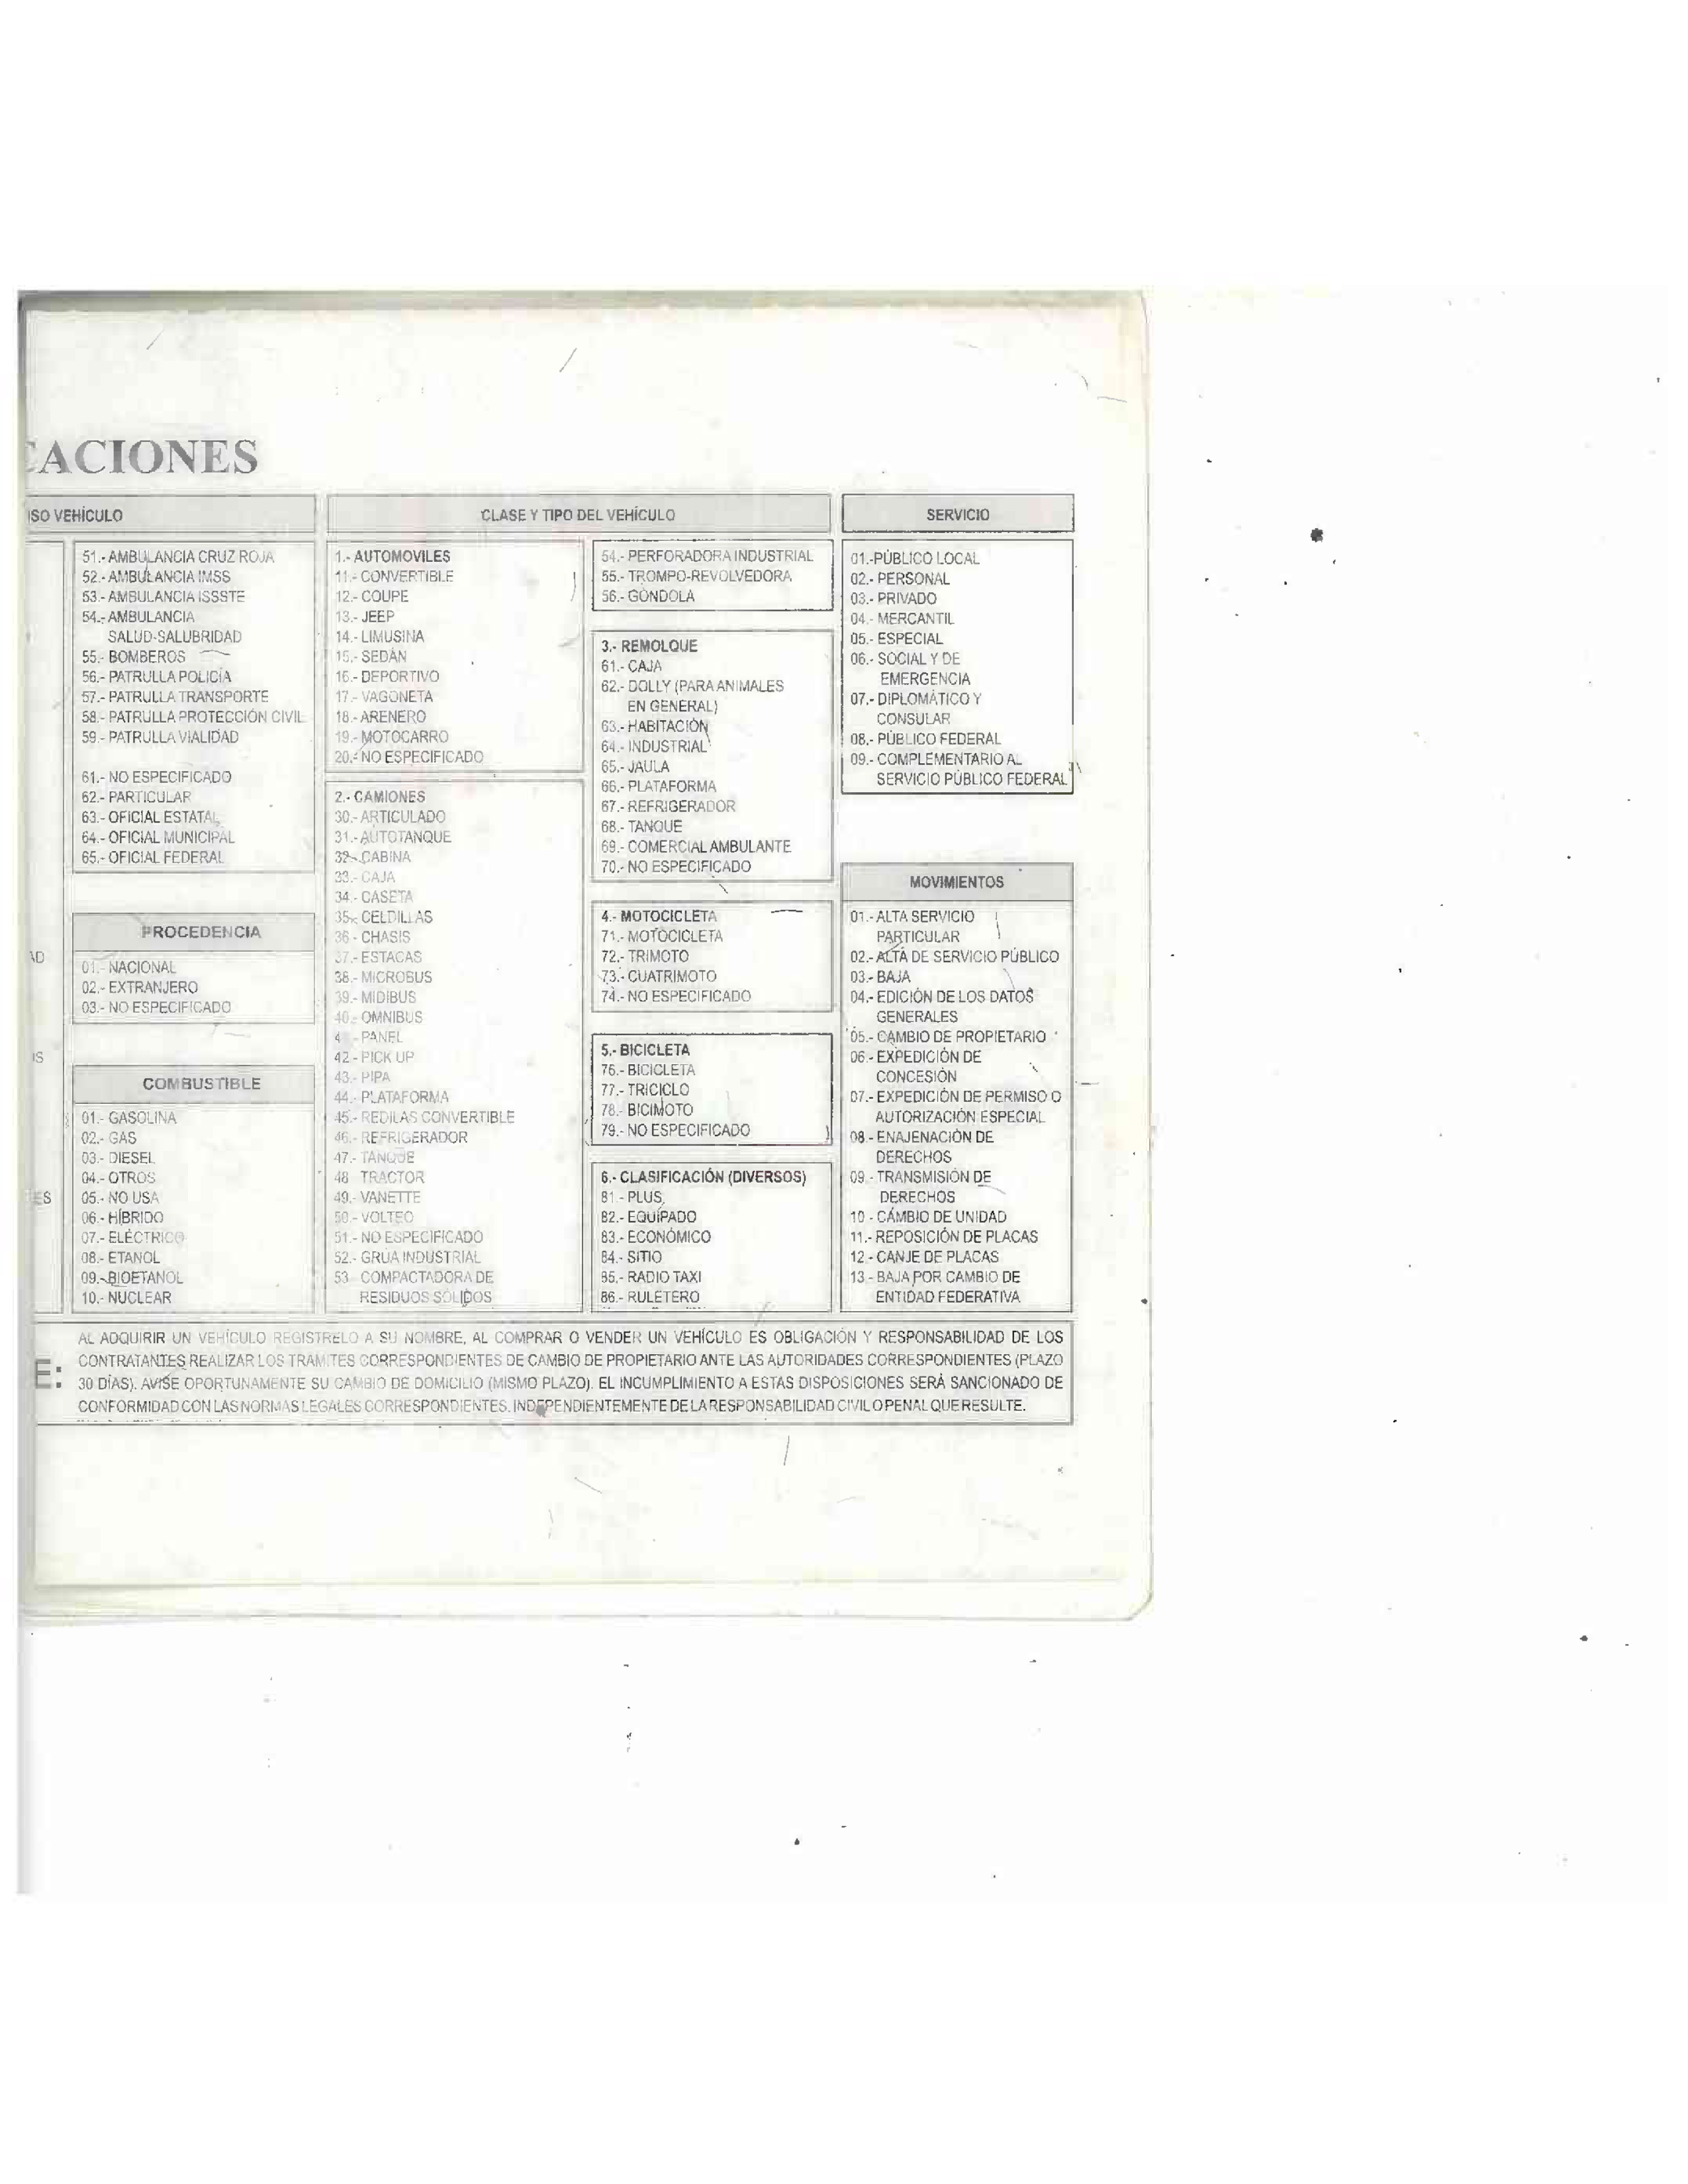 CACIONES
SO VEHÍCULO
51.- AMBULANCIA CRUZ ROJA
52.- AMBULANCIA IMSS
53.- AMBULANCIA ISSSTE
54.- AMBULANCIA
SALUD-SALUBRIDAD
55.- BOMBEROS
56.- PATRULLA POLICÍA
57.- PATRULLA TRANSPORTE
58.- PATRULLA PROTECCIÓN CIVIL
59.- PATRULLA VIALIDAD
61.- NO ESPECIFICADO
62.- PARTICULAR
63.- OFICIAL ESTATAL
64.- OFICIAL MUNICIPAL
65.- OFICIAL FEDERAL
PROCEDENCIA
AD
01.- NACIONAL
02.- EXTRANJERO
03.- NO ESPECIFICADO
OS
COMBUSTIBLE
01.- GASOLINA
02.- GAS
03.- DIESEL
04.- OTROS
ES
05.- NO USA
06.- HÍBRIDO
07.- ELÉCTRICO
08.- ETANOL
09.- BIOETANOL
10.- NUCLEAR
CLASE Y TIPO DEL VEHÍCULO
1.- AUTOMOVILES
11.- CONVERTIBLE
12.- COUPE
13.- JEEP
14.- LIMUSINA
15.- SEDÁN
16.- DEPORTIVO
17.- VAGONETA
18.- ARENERO
19.- MOTOCARRO
20.- NO ESPECIFICADO
2.- CAMIONES
30.- ARTICULADO
31.- AUTOTANQUE
32.- CABINA
33.- CAJA
34.- CASETA
35.- CELDILLAS
36.- CHASIS
37.- ESTACAS
38.- MICROBUS
39.- MIDIBUS
40.- OMNIBUS
4 .- PANEL
42.- PICK UP
43.- PIPA
44.- PLATAFORMA
45.- REDILAS CONVERTIBLE
46.- REFRIGERADOR
47.- TANQUE
48 TRACTOR
49.- VANETTE
50.- VOLTEO
51.- NO ESPECIFICADO
52.- GRÚA INDUSTRIAL
53 COMPACTADORA DE
RESIDUOS SÓLIDOS
54.- PERFORADORA INDUSTRIAL
55.- TROMPO-REVOLVEDORA
56.- GÓNDOLA
3.- REMOLQUE
61.- CAJA
62.- DOLLY (PARA ANIMALES
EN GENERAL)
63.- HABITACIÓN
64.- INDUSTRIAL
65.- JAULA
66.- PLATAFORMA
67.- REFRIGERADOR
68.- TANQUE
69.- COMERCIAL AMBULANTE
70.- NO ESPECIFICADO
4.- MOTOCICLETA
71.- MOTOCICLETA
72.- TRIMOTO
73.- CUATRIMOTO
74.- NO ESPECIFICADO
5.- BICICLETA
76.- BICICLETA
77.- TRICICLO
78.- BICIMOTO
79.- NO ESPECIFICADO
6.- CLASIFICACIÓN (DIVERSOS)
81.- PLUS
82.- EQUIPADO
83.- ECONÓMICO
84.- SITIO
85.- RADIO TAXI
86.- RULETERO
SERVICIO
01.-PÚBLICO LOCAL
02.- PERSONAL
03.- PRIVADO
04.- MERCANTIL
05.- ESPECIAL
06.- SOCIAL Y DE
EMERGENCIA
07.- DIPLOMÁTICO Y
CONSULAR
08.- PÚBLICO FEDERAL
09.- COMPLEMENTARIO AL
SERVICIO PÚBLICO FEDERAL
MOVIMIENTOS
01.- ALTA SERVICIO
PARTICULAR
02.- ALTA DE SERVICIO PÚBLICO
03.- BAJA
04.- EDICIÓN DE LOS DATOS
GENERALES
05.- CAMBIO DE PROPIETARIO
06.- EXPEDICIÓN DE
CONCESIÓN
07.- EXPEDICIÓN DE PERMISO O
AUTORIZACIÓN ESPECIAL
08.- ENAJENACIÓN DE
DERECHOS
09.- TRANSMISIÓN DE
DERECHOS
10.- CAMBIO DE UNIDAD
11.- REPOSICIÓN DE PLACAS
12.- CANJE DE PLACAS
13.- BAJA POR CAMBIO DE
ENTIDAD FEDERATIVA
E:
AL ADQUIRIR UN VEHÍCULO REGISTRELO A SU NOMBRE, AL COMPRAR O VENDER UN VEHÍCULO ES OBLIGACIÓN Y RESPONSABILIDAD DE LOS
CONTRATANTES REALIZAR LOS TRÁMITES CORRESPONDIENTES DE CAMBIO DE PROPIETARIO ANTE LAS AUTORIDADES CORRESPONDIENTES (PLAZO
30 DÍAS). AVISE OPORTUNAMENTE SU CAMBIO DE DOMICILIO (MISMO PLAZO). EL INCUMPLIMIENTO A ESTAS DISPOSICIONES SERÁ SANCIONADO DE
CONFORMIDAD CON LAS NORMAS LEGALES CORRESPONDIENTES. INDEPENDIENTEMENTE DE LA RESPONSABILIDAD CIVIL O PENAL QUE RESULTE.